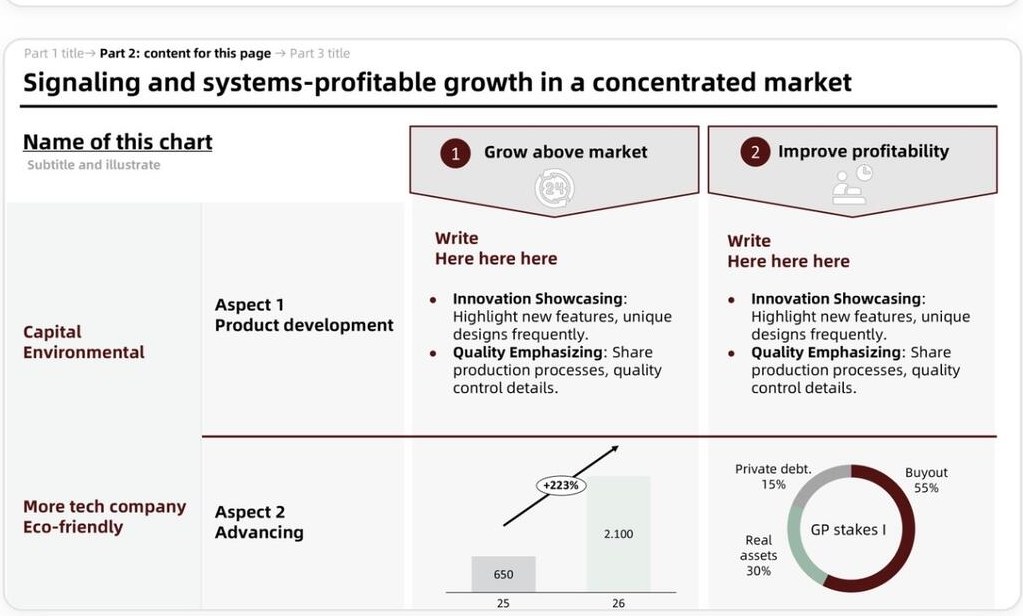 Part 1 title→ Part 2: content for this page → Part 3 title
Signaling and systems-profitable growth in a concentrated market
Name of this chart
Subtitle and illustrate
1 Grow above market
24
2 Improve profitability
Capital
Environmental
Aspect 1
Product development
Write
Here here here
• Innovation Showcasing:
Highlight new features, unique
designs frequently.
• Quality Emphasizing: Share
production processes, quality
control details.
Write
Here here here
• Innovation Showcasing:
Highlight new features, unique
designs frequently.
• Quality Emphasizing: Share
production processes, quality
control details.
More tech company
Eco-friendly
Aspect 2
Advancing
+223%
650
2.100
25
26
Private debt.
15%
Buyout
55%
GP stakes I
Real
assets
30%